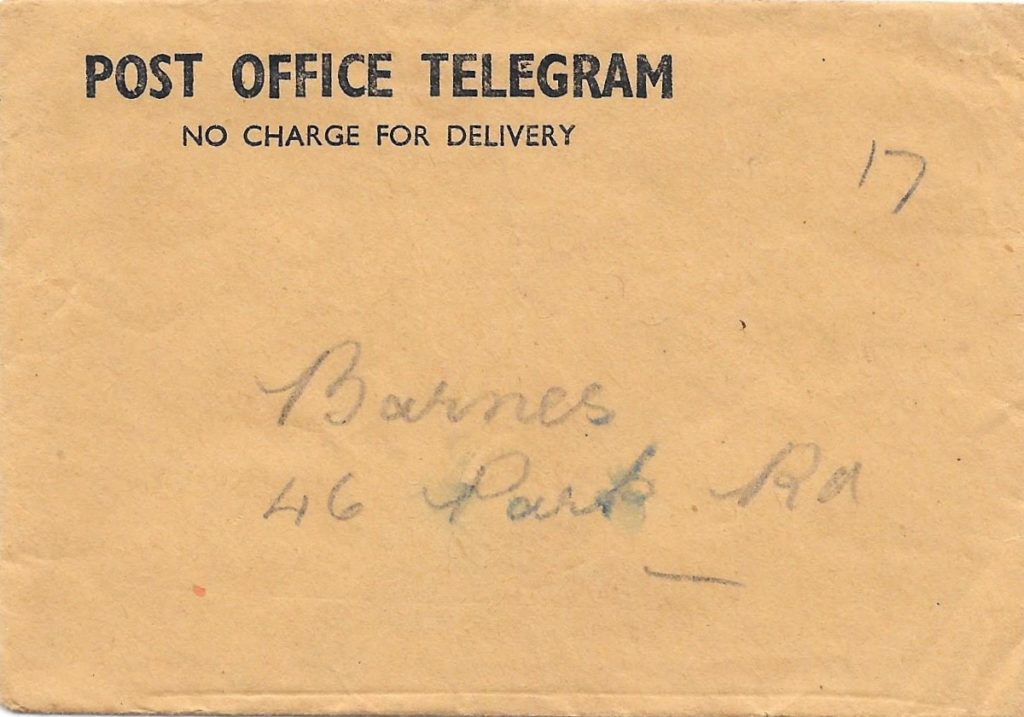 POST OFFICE TELEGRAM
NO CHARGE FOR DELIVERY
17
Barnes
46 Park Rd